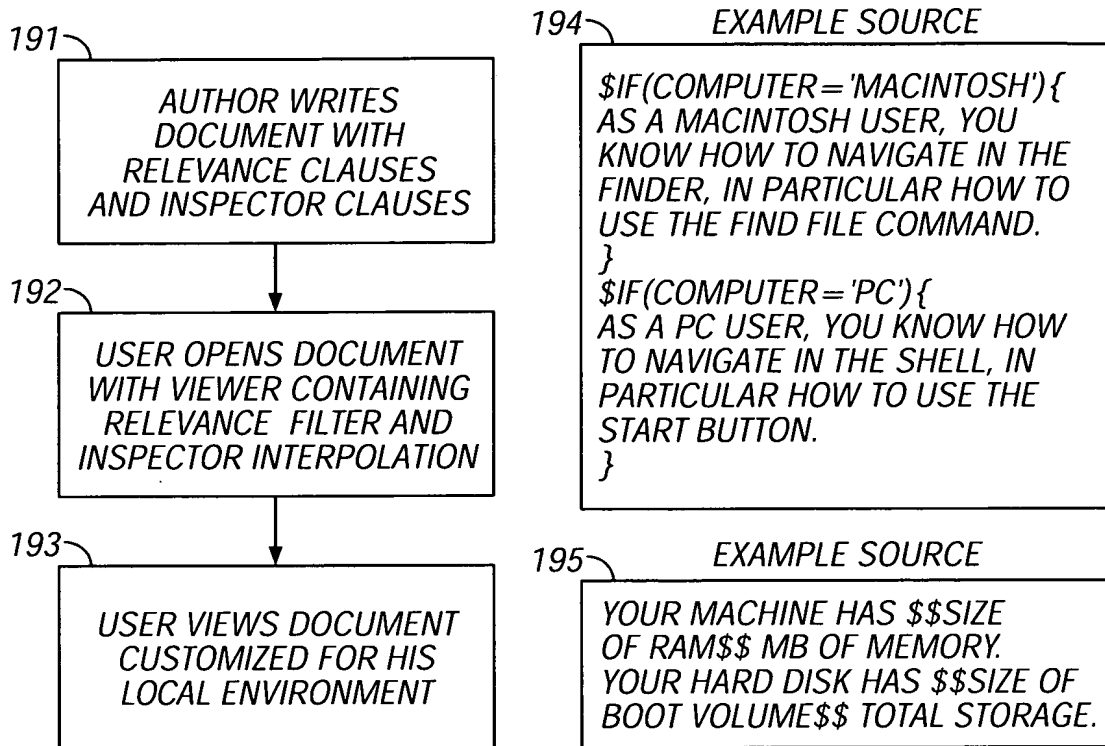 191
AUTHOR WRITES
DOCUMENT WITH
RELEVANCE CLAUSES
AND INSPECTOR CLAUSES
192
USER OPENS DOCUMENT
WITH VIEWER CONTAINING
RELEVANCE FILTER AND
INSPECTOR INTERPOLATION
193
USER VIEWS DOCUMENT
CUSTOMIZED FOR HIS
LOCAL ENVIRONMENT
194
EXAMPLE SOURCE
$IF(COMPUTER='MACINTOSH'){
AS A MACINTOSH USER, YOU
KNOW HOW TO NAVIGATE IN THE
FINDER, IN PARTICULAR HOW TO
USE THE FIND FILE COMMAND.
}
$IF(COMPUTER='PC'){
AS A PC USER, YOU KNOW HOW
TO NAVIGATE IN THE SHELL, IN
PARTICULAR HOW TO USE THE
START BUTTON.
}
195
EXAMPLE SOURCE
YOUR MACHINE HAS $$SIZE
OF RAM$$ MB OF MEMORY.
YOUR HARD DISK HAS $$SIZE OF
BOOT VOLUME$$ TOTAL STORAGE.